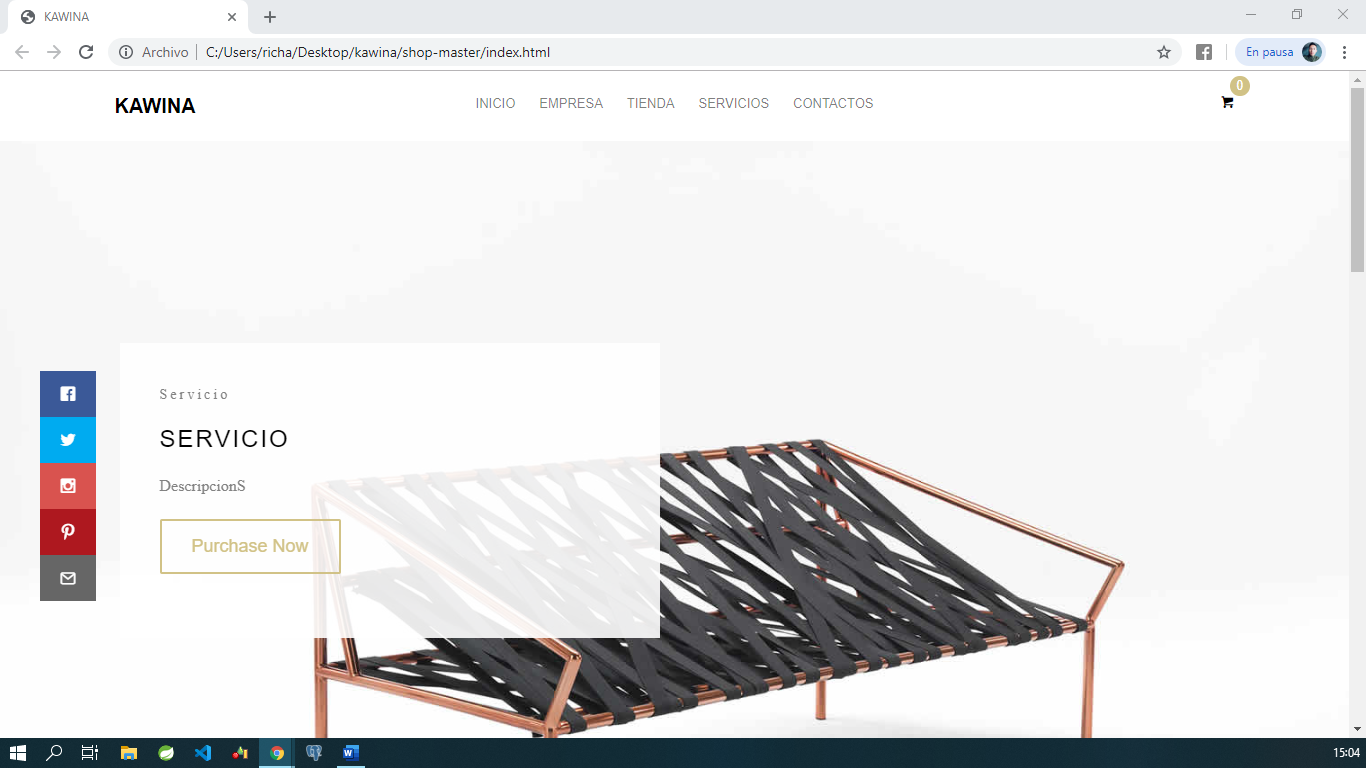 KAWINA
Archivo C:/Users/richa/Desktop/kawina/shop-master/index.html En pausa
KAWINA INICIO EMPRESA TIENDA SERVICIOS CONTACTOS 0
Servicio
SERVICIO
DescripcionS
Purchase Now
15:04